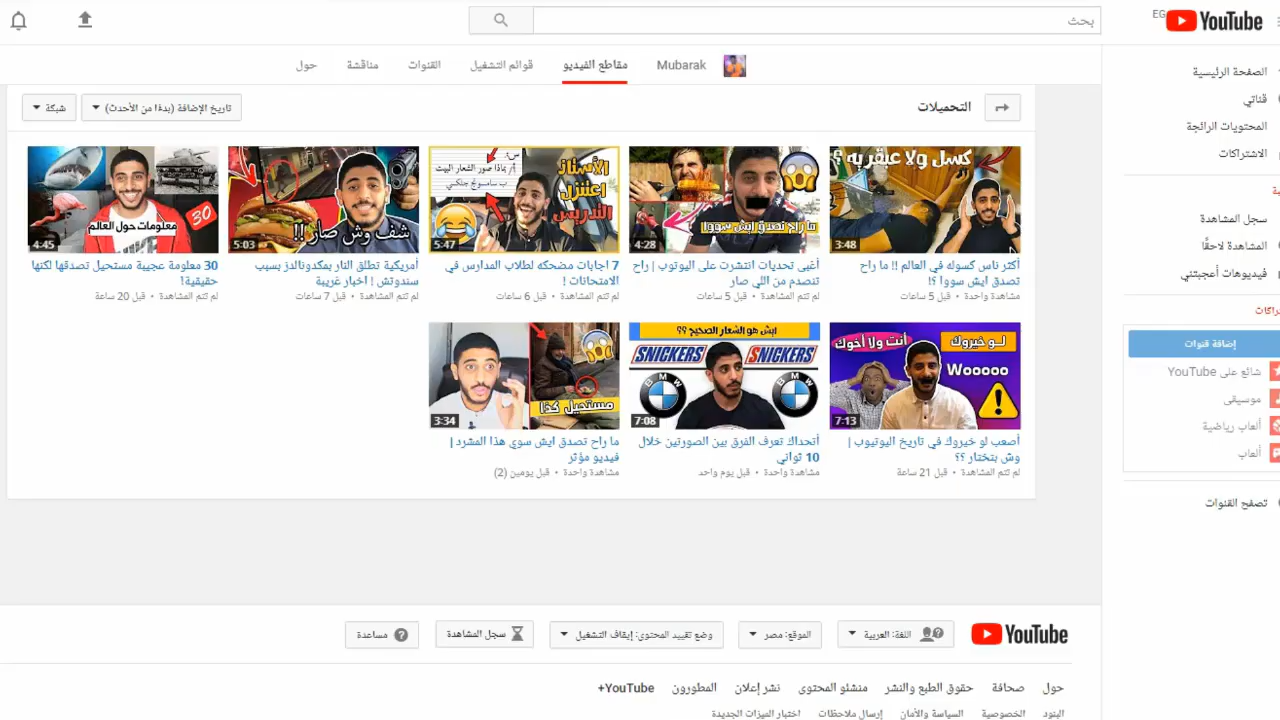 YouTube EG
بحث
Mubarak
مقاطع الفيديو
قوائم التشغيل
القنوات
مناقشة
حول
الصفحة الرئيسية
قناتي
المحتويات الرائجة
الاشتراكات
سجل المشاهدة
المشاهدة لاحقًا
فيديوهات أعجبتني
إضافة قنوات
شائع على YouTube
موسيقى
ألعاب رياضية
ألعاب
تصفح القنوات
التحميلات
تاريخ الإضافة (بدءًا من الأحدث)
شبكة
كسل ولا عبقريه ؟
3:48
أكثر ناس كسوله في العالم !! ما راح
تصدق ايش سووا ؟!
مشاهدة واحدة • قبل 5 ساعات
ما راح تصدق ايش سووا
4:28
أغبى تحديات انتشرت على اليوتوب | راح
تنصدم من اللي صار
لم تتم المشاهدة • قبل 5 ساعات
الأستاذ
اعتزل
التدريس
5:47
7 اجابات مضحكه لطلاب المدارس في
الامتحانات !
لم تتم المشاهدة • قبل 6 ساعات
شف وش صار !!
5:03
أمريكية تطلق النار بمكدونالدز بسبب
سندوتش ! اخبار غريبة
لم تتم المشاهدة • قبل 7 ساعات
30
معلومات حول العالم
4:45
30 معلومة عجيبة مستحيل تصدقها لكنها
حقيقية!
لم تتم المشاهدة • قبل 20 ساعة
لو خيروك
أنت ولا أخوك
Wooooo
7:13
أصعب لو خيروك في تاريخ اليوتيوب |
وش بتختار ؟؟
لم تتم المشاهدة • قبل 21 ساعة
ايش هو الشعار الصحيح ؟؟
SNICKERS
SNICKERS
BMW
BMW
7:08
أتحداك تعرف الفرق بين الصورتين خلال
10 ثواني
مشاهدة واحدة • قبل يوم واحد
مستحيل كذا
3:34
ما راح تصدق ايش سوي هذا المشرد |
فيديو مؤثر
مشاهدة واحدة • قبل يومين (2)
YouTube
اللغة: العربية
الموقع: مصر
وضع تقييد المحتوى: إيقاف التشغيل
سجل المشاهدة
مساعدة
حول
صحافة
حقوق الطبع والنشر
منشئو المحتوى
نشر إعلان
المطورون
YouTube+
البنود
الخصوصية
السياسة والأمان
إرسال ملاحظات
اختبار الميزات الجديدة